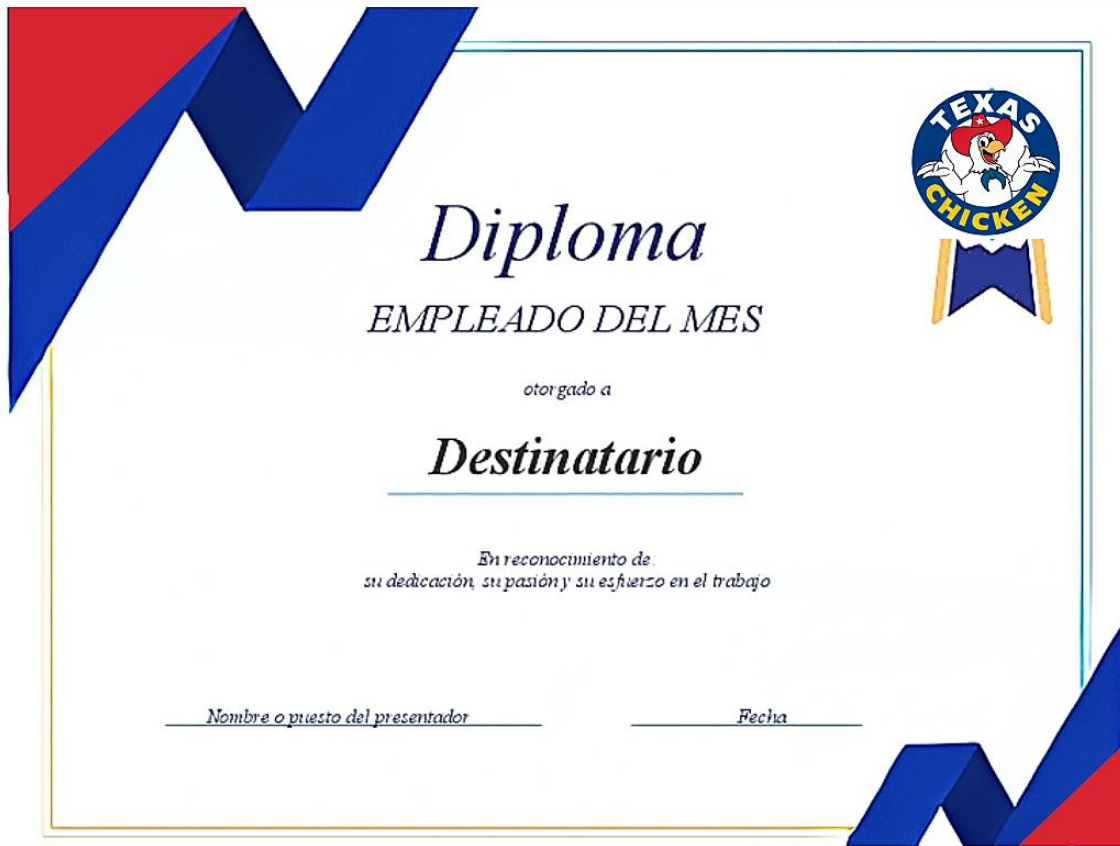 TEXAS
CHICKEN
Diploma
EMPLEADO DEL MES
otorgado a
Destinatario
En reconocimiento de:
su dedicación, su pasión y su esfuerzo en el trabajo
Nombre o puesto del presentador
Fecha